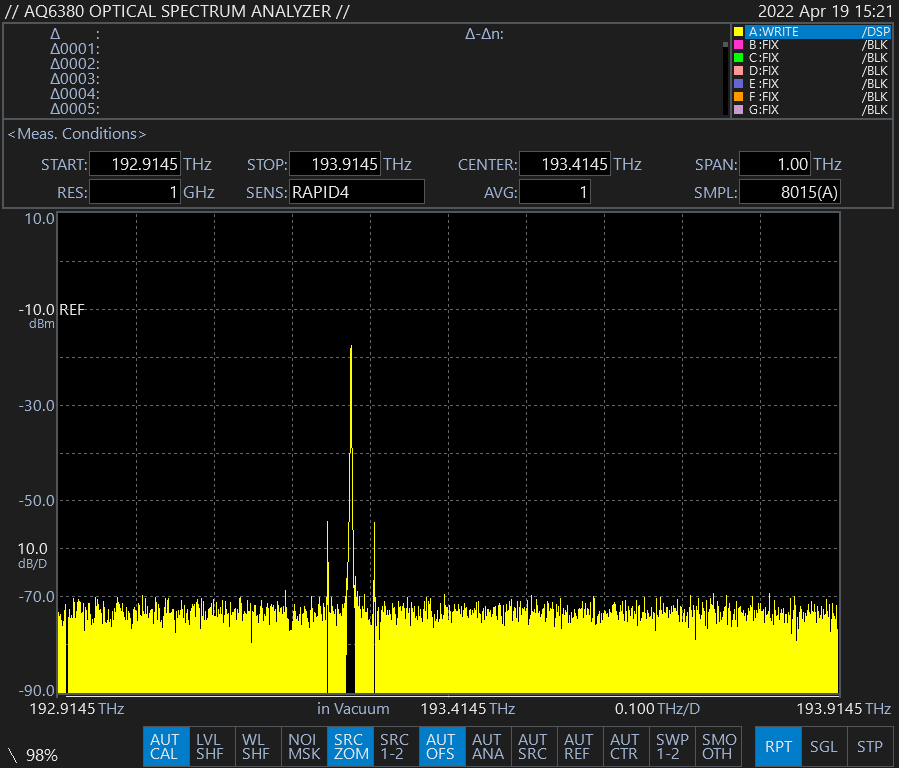 // AQ6380 OPTICAL SPECTRUM ANALYZER // 2022 Apr 19 15:21
Δ : Δ-Δn:
Δ0001:
Δ0002:
Δ0003:
Δ0004:
Δ0005:
A:WRITE /DSP
B:FIX /BLK
C:FIX /BLK
D:FIX /BLK
E :FIX /BLK
F :FIX /BLK
G:FIX /BLK
<Meas. Conditions>
START: 192.9145 THz STOP: 193.9145 THz CENTER: 193.4145 THz SPAN: 1.00 THz
RES: 1 GHz SENS: RAPID4 AVG: 1 SMPL: 8015(A)
10.0
-10.0 REF
dBm
-30.0
-50.0
10.0
dB/D
-70.0
-90.0
192.9145 THz in Vacuum 193.4145 THz 0.100 THz/D 193.9145 THz
\ 98%
AUT CAL
LVL SHF
WL SHF
NOI MSK
SRC ZOM
SRC 1-2
AUT OFS
AUT ANA
AUT SRC
AUT REF
AUT CTR
SWP 1-2
SMO OTH
RPT
SGL
STP